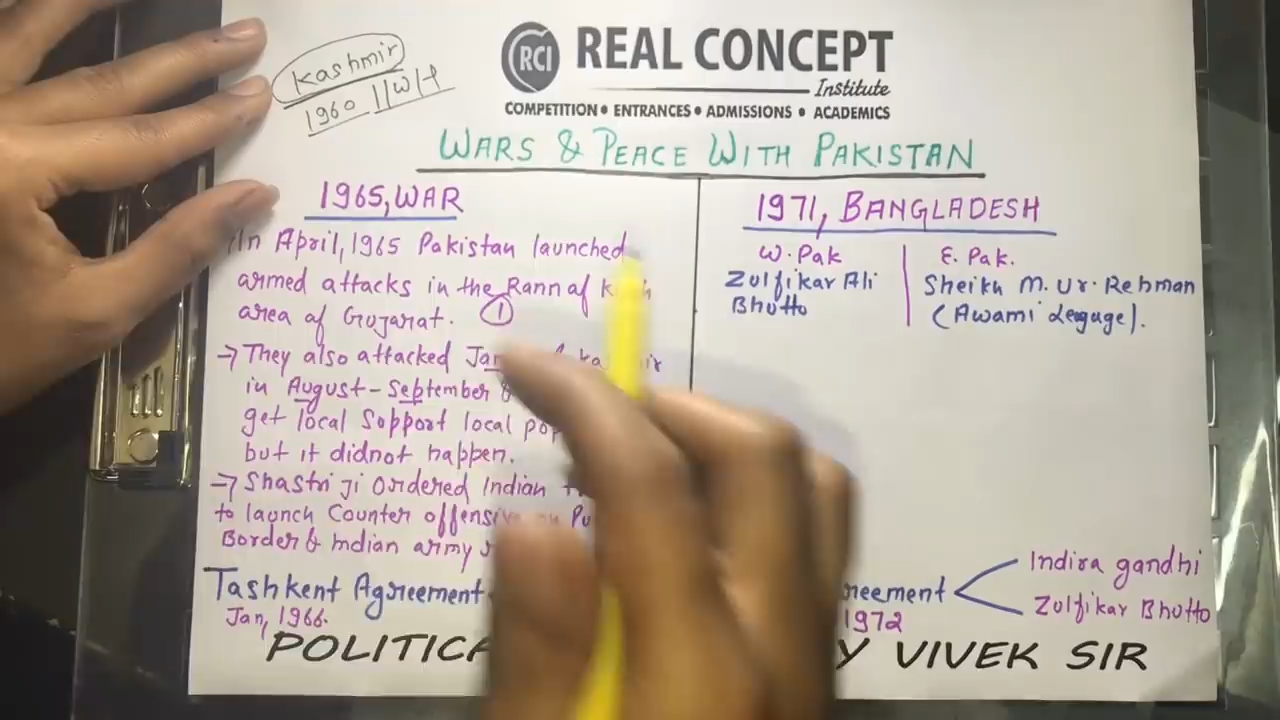 Kashmir
1960 IWT
RCI
REAL CONCEPT
Institute
COMPETITION • ENTRANCES • ADMISSIONS • ACADEMICS
WARS & PEACE WITH PAKISTAN
1965, WAR
In April, 1965 Pakistan launched
armed attacks in the Rann of
area of Gujarat. 1
→ They also attacked
in August - September
get local Support local
but it didnot happen.
→ Shastri ji Ordered Indian
to launch Counter
Border & Indian army
Tashkent Agreement
Jan, 1966.
1971, BANGLADESH
W. Pak
Zulfikar Ali
Bhutto
E. Pak.
Sheikh M. Ur. Rehman
(Awami League).
Indira gandhi
Zulfikar Bhutto
1972
VIVEK SIR